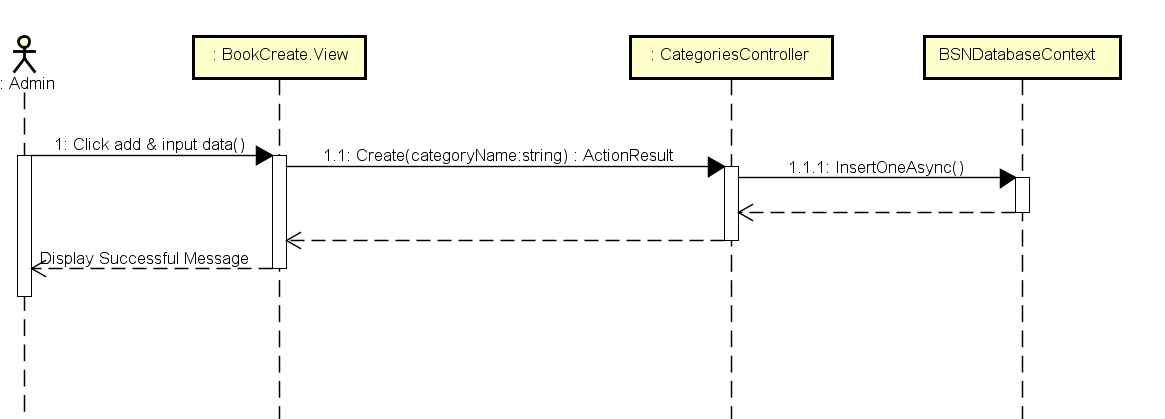 : BookCreate.View
: CategoriesController
BSNDatabaseContext
: Admin
1: Click add & input data()
1.1: Create(categoryName:string) : ActionResult
1.1.1: InsertOneAsync()
Display Successful Message